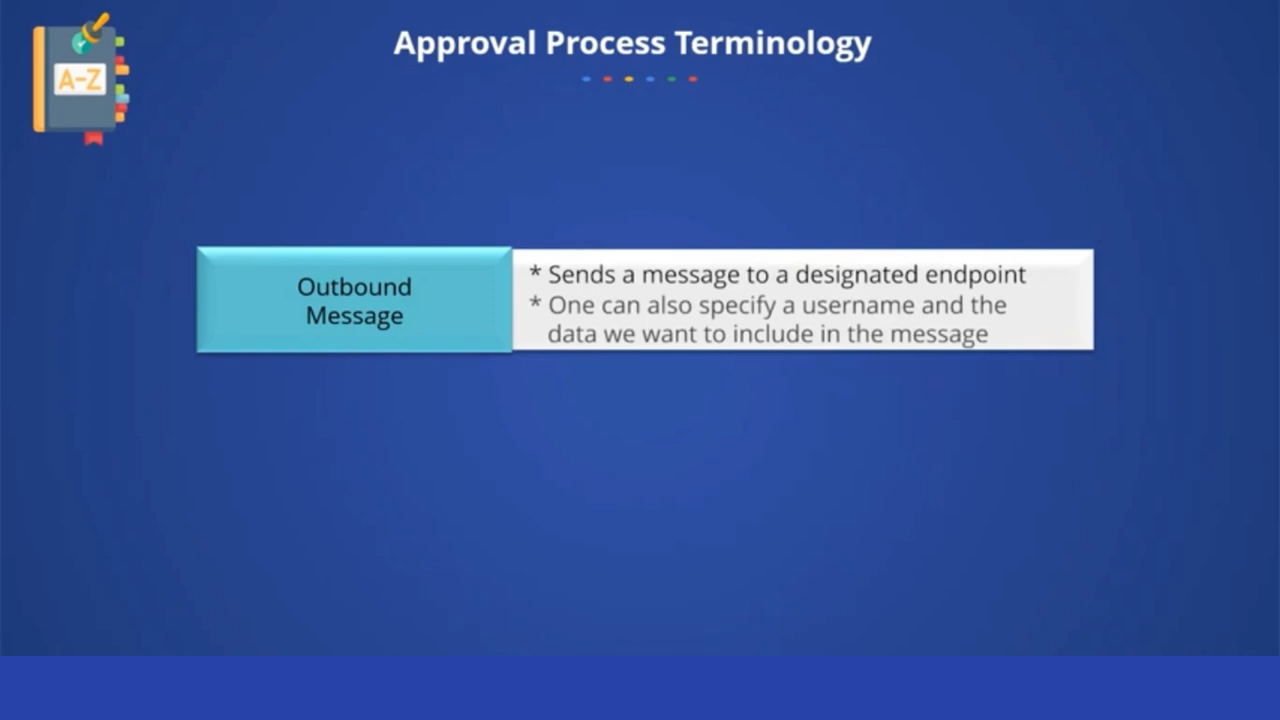 Approval Process Terminology
A-Z
Outbound
Message
* Sends a message to a designated endpoint
* One can also specify a username and the
data we want to include in the message